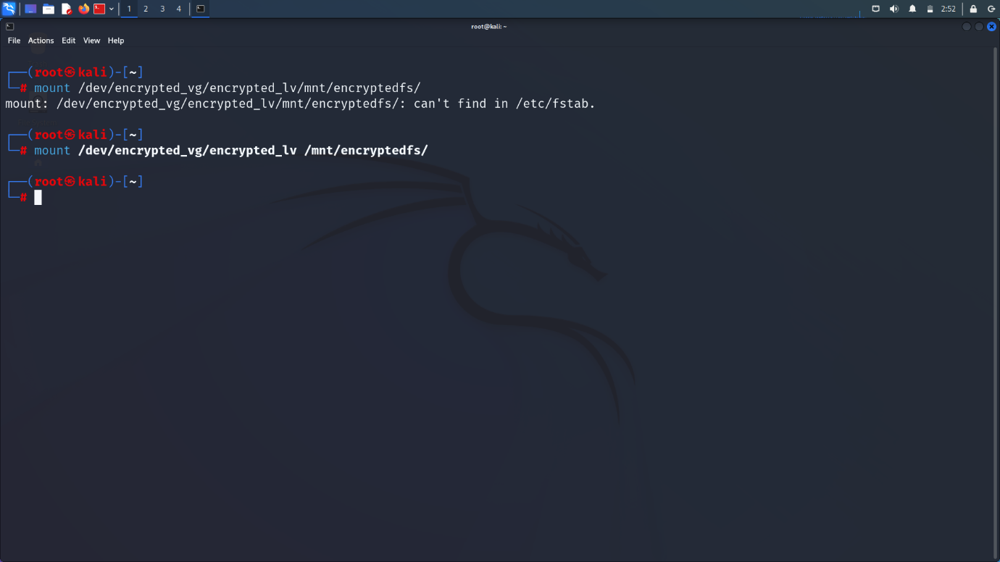 1 2 3 4 2:52
root@kali: ~
File Actions Edit View Help
┌──(root㉿kali)-[~]
└─# mount /dev/encrypted_vg/encrypted_lv/mnt/encryptedfs/
mount: /dev/encrypted_vg/encrypted_lv/mnt/encryptedfs/: can't find in /etc/fstab.
┌──(root㉿kali)-[~]
└─# mount /dev/encrypted_vg/encrypted_lv /mnt/encryptedfs/
┌──(root㉿kali)-[~]
└─#